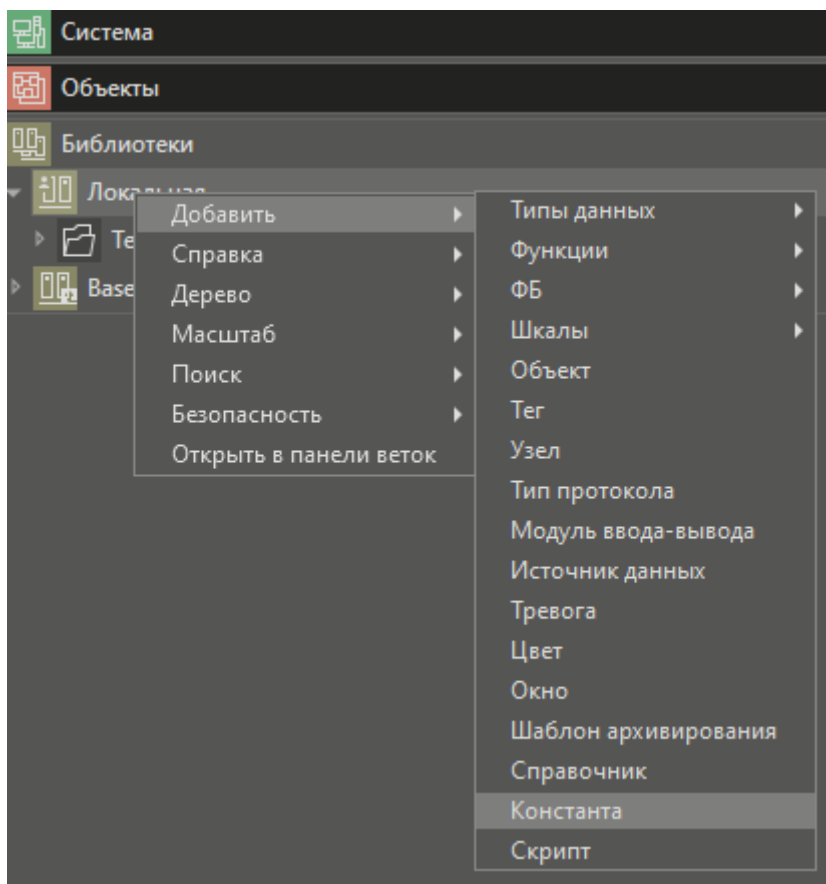 Система
Объекты
Библиотеки
Добавить
Справка
Дерево
Масштаб
Поиск
Безопасность
Открыть в панели веток
Типы данных
Функции
ФБ
Шкалы
Объект
Тег
Узел
Тип протокола
Модуль ввода-вывода
Источник данных
Тревога
Цвет
Окно
Шаблон архивирования
Справочник
Константа
Скрипт